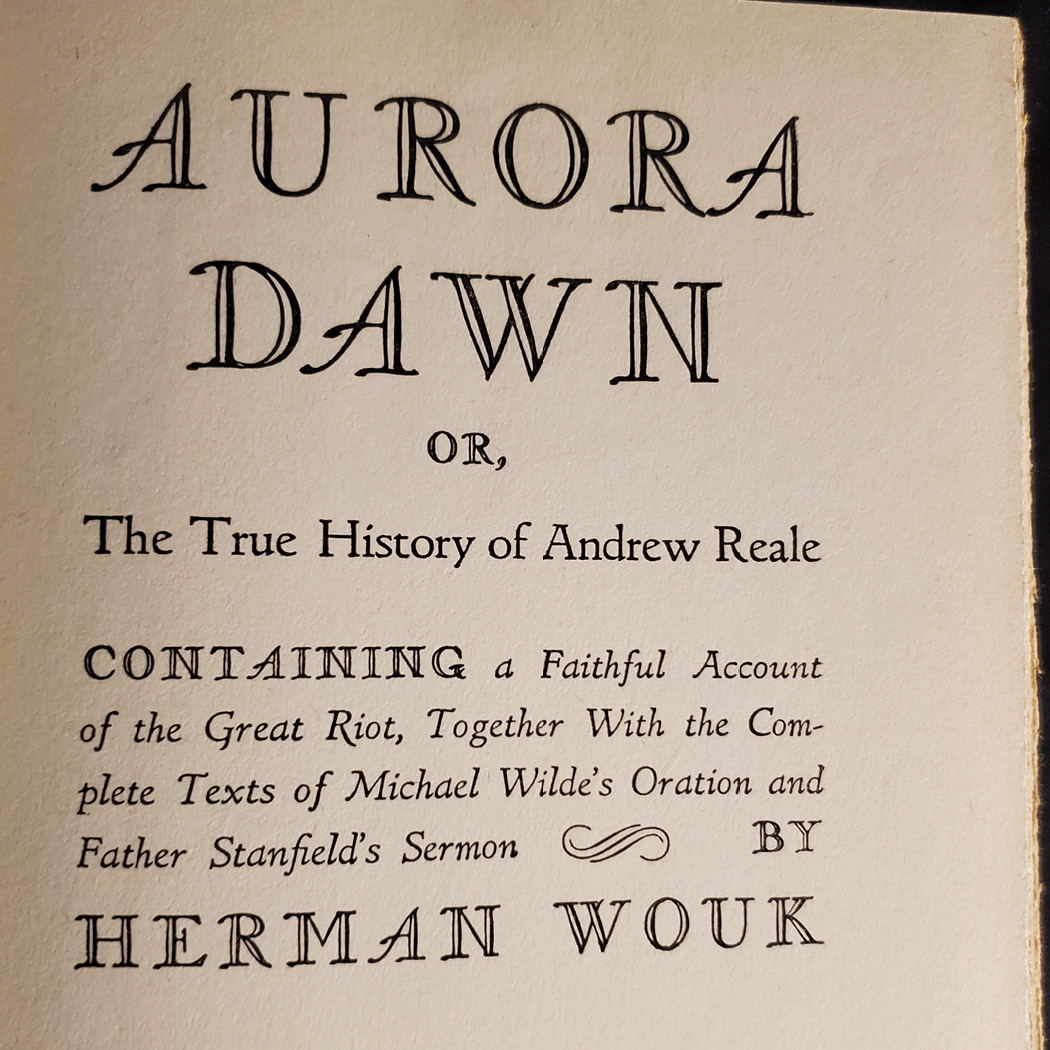 AURORA
DAWN
OR,
The True History of Andrew Reale
CONTAINING a Faithful Account
of the Great Riot, Together With the Com-
plete Texts of Michael Wilde's Oration and
Father Stanfield's Sermon BY
HERMAN WOUK